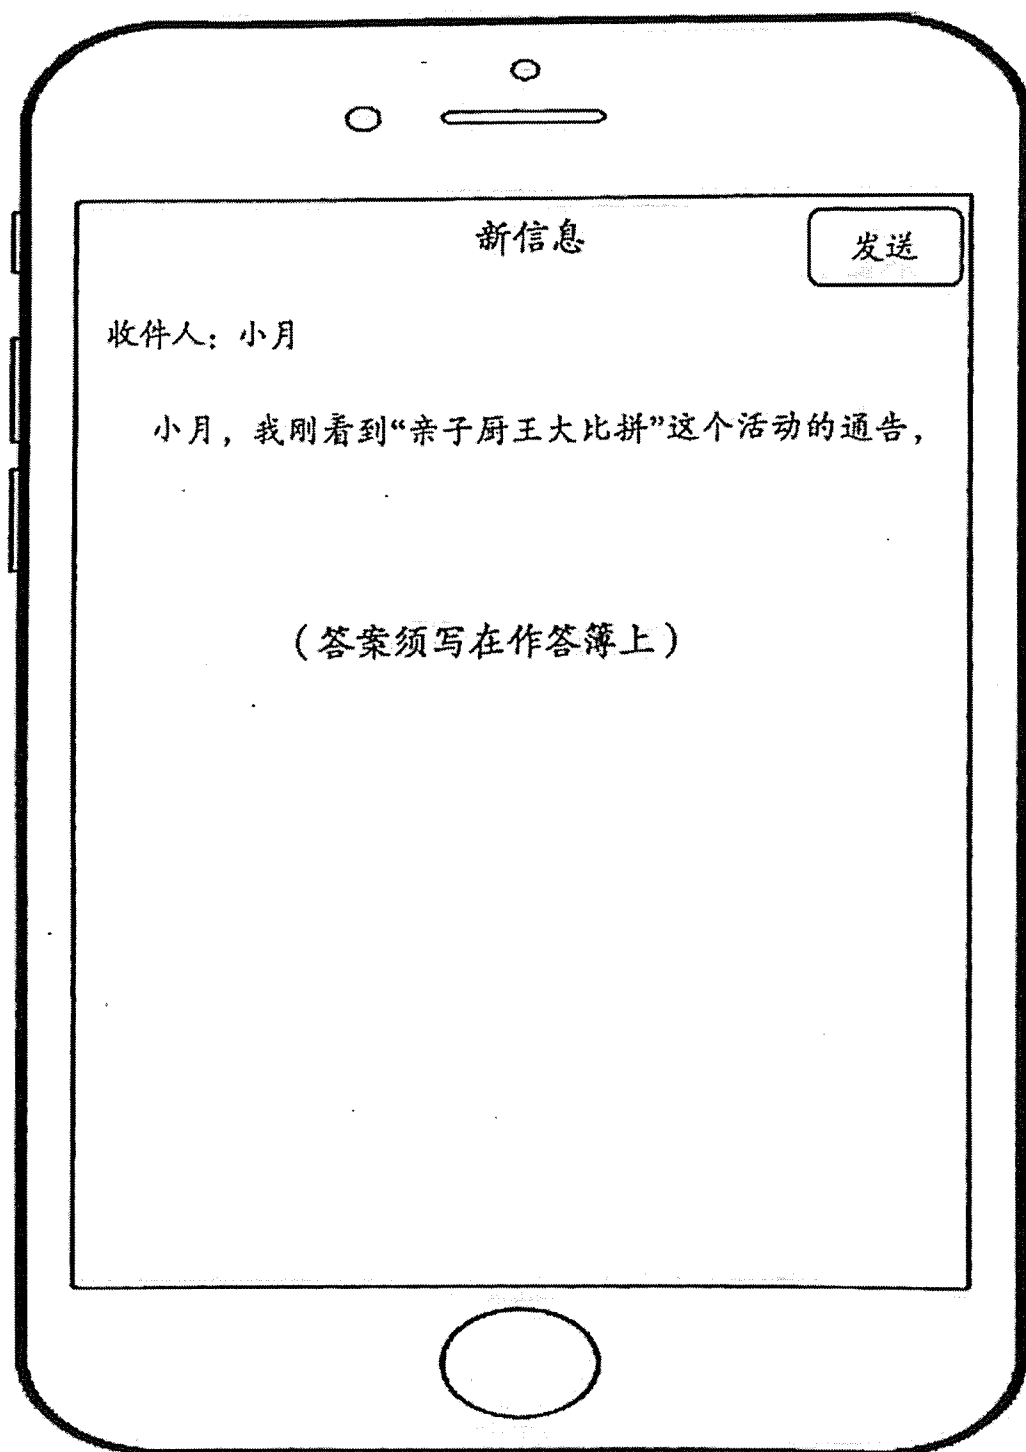 新信息
发送
收件人：小月
小月，我刚看到“亲子厨王大比拼”这个活动的通告，
（答案须写在作答簿上）